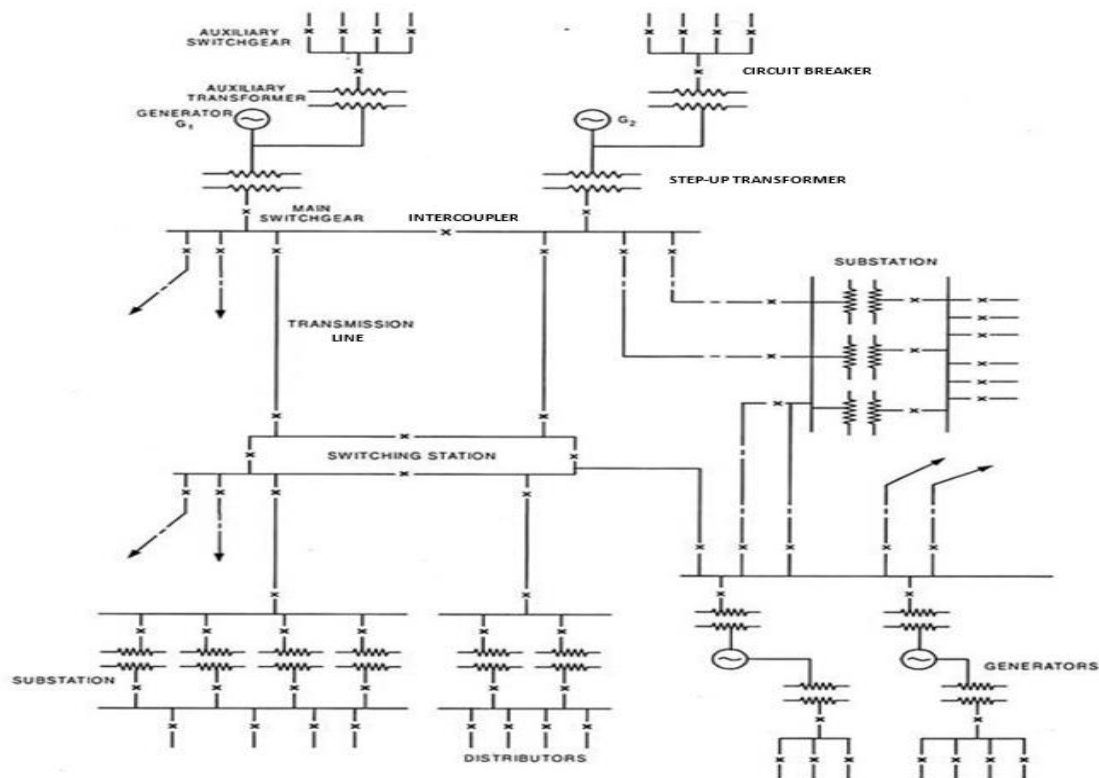 AUXILIARY
SWITCHGEAR
CIRCUIT BREAKER
AUXILIARY
TRANSFORMER
GENERATOR
G1
G2
STEP-UP TRANSFORMER
MAIN
SWITCHGEAR
INTERCOUPLER
SUBSTATION
TRANSMISSION
LINE
SWITCHING STATION
SUBSTATION
GENERATORS
DISTRIBUTORS